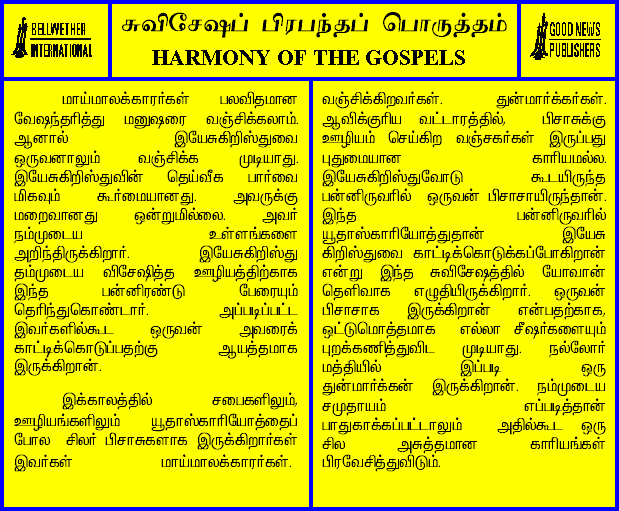 BELLWETHER
INTERNATIONAL
சுவிசேஷப் பிரபந்தப் பொருத்தம்
HARMONY OF THE GOSPELS
GOOD NEWS
PUBLISHERS
மாய்மாலக்காரர்கள் பலவிதமான
வேஷந்தரித்து மனுஷரை வஞ்சிக்கலாம்.
ஆனால் இயேசுகிறிஸ்துவை
ஒருவனாலும் வஞ்சிக்க முடியாது.
இயேசுகிறிஸ்துவின் தெய்வீக பார்வை
மிகவும் கூர்மையானது. அவருக்கு
மறைவானது ஒன்றுமில்லை. அவர்
நம்முடைய உள்ளங்களை
அறிந்திருக்கிறார். இயேசுகிறிஸ்து
தம்முடைய விசேஷித்த ஊழியத்திற்காக
இந்த பன்னிரண்டு பேரையும்
தெரிந்துகொண்டார். அப்படிப்பட்ட
இவர்களில்கூட ஒருவன் அவரைக்
காட்டிக்கொடுப்பதற்கு ஆயத்தமாக
இருக்கிறான்.
இக்காலத்தில் சபைகளிலும்,
ஊழியங்களிலும் யூதாஸ்காரியோத்தைப்
போல சிலர் பிசாசுகளாக இருக்கிறார்கள்
இவர்கள் மாய்மாலக்காரர்கள்.
வஞ்சிக்கிறவர்கள். துன்மார்க்கர்கள்.
ஆவிக்குரிய வட்டாரத்தில், பிசாசுக்கு
ஊழியம் செய்கிற வஞ்சகர்கள் இருப்பது
புதுமையான காரியமல்ல.
இயேசுகிறிஸ்துவோடு கூடயிருந்த
பன்னிருவரில் ஒருவன் பிசாசாயிருந்தான்.
இந்த பன்னிருவரில்
யூதாஸ்காரியோத்துதான் இயேசு
கிறிஸ்துவை காட்டிக்கொடுக்கப்போகிறான்
என்று இந்த சுவிசேஷத்தில் யோவான்
தெளிவாக எழுதியிருக்கிறார். ஒருவன்
பிசாசாக இருக்கிறான் என்பதற்காக,
ஒட்டுமொத்தமாக எல்லா சீஷர்களையும்
புறக்கணித்துவிட முடியாது. நல்லோர்
மத்தியில் இப்படி ஒரு
துன்மார்க்கன் இருக்கிறான். நம்முடைய
சமுதாயம் எப்படித்தான்
பாதுகாக்கப்பட்டாலும் அதில்கூட ஒரு
சில அசுத்தமான காரியங்கள்
பிரவேசித்துவிடும்.